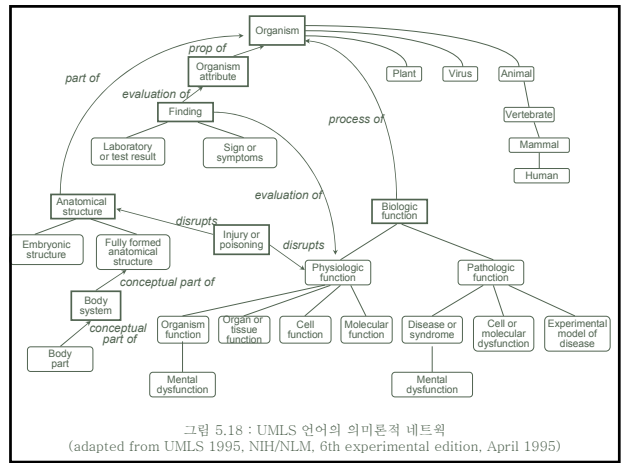 Organism
prop of
Organism
attribute
Plant
Virus
Animal
part of
evaluation of
Finding
process of
Vertebrate
Laboratory
or test result
Sign or
symptoms
Mammal
Human
evaluation of
Anatomical
structure
Biologic
function
disrupts
Injury or
poisoning
disrupts
Embryonic
structure
Fully formed
anatomical
structure
Physiologic
function
Pathologic
function
conceptual part of
Body
system
conceptual
part of
Organism
function
Organ or
tissue
function
Cell
function
Molecular
function
Disease or
syndrome
Cell or
molecular
dysfunction
Experimental
model of
disease
Body
part
Mental
dysfunction
Mental
dysfunction
그림 5.18 : UMLS 언어의 의미론적 네트웍
(adapted from UMLS 1995, NIH/NLM, 6th experimental edition, April 1995)